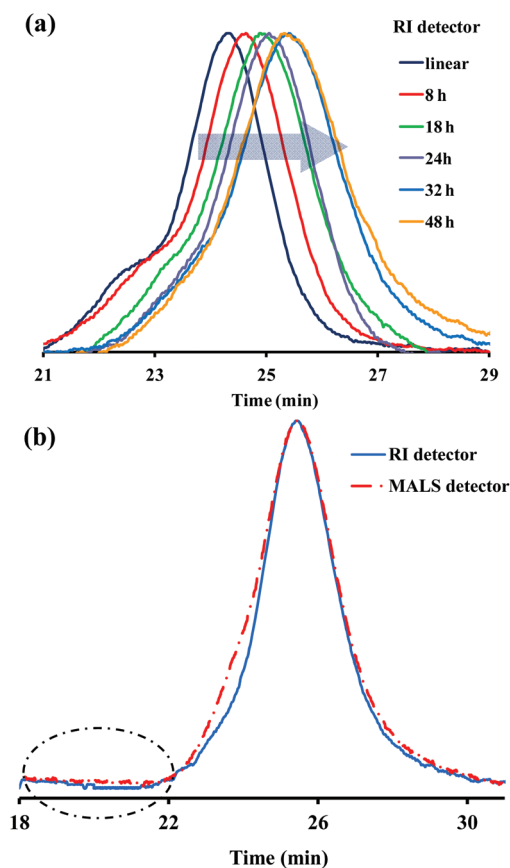 (a)
RI detector
linear
8 h
18 h
24h
32 h
48 h
21 23 25 27 29
Time (min)
(b)
RI detector
MALS detector
18 22 26 30
Time (min)